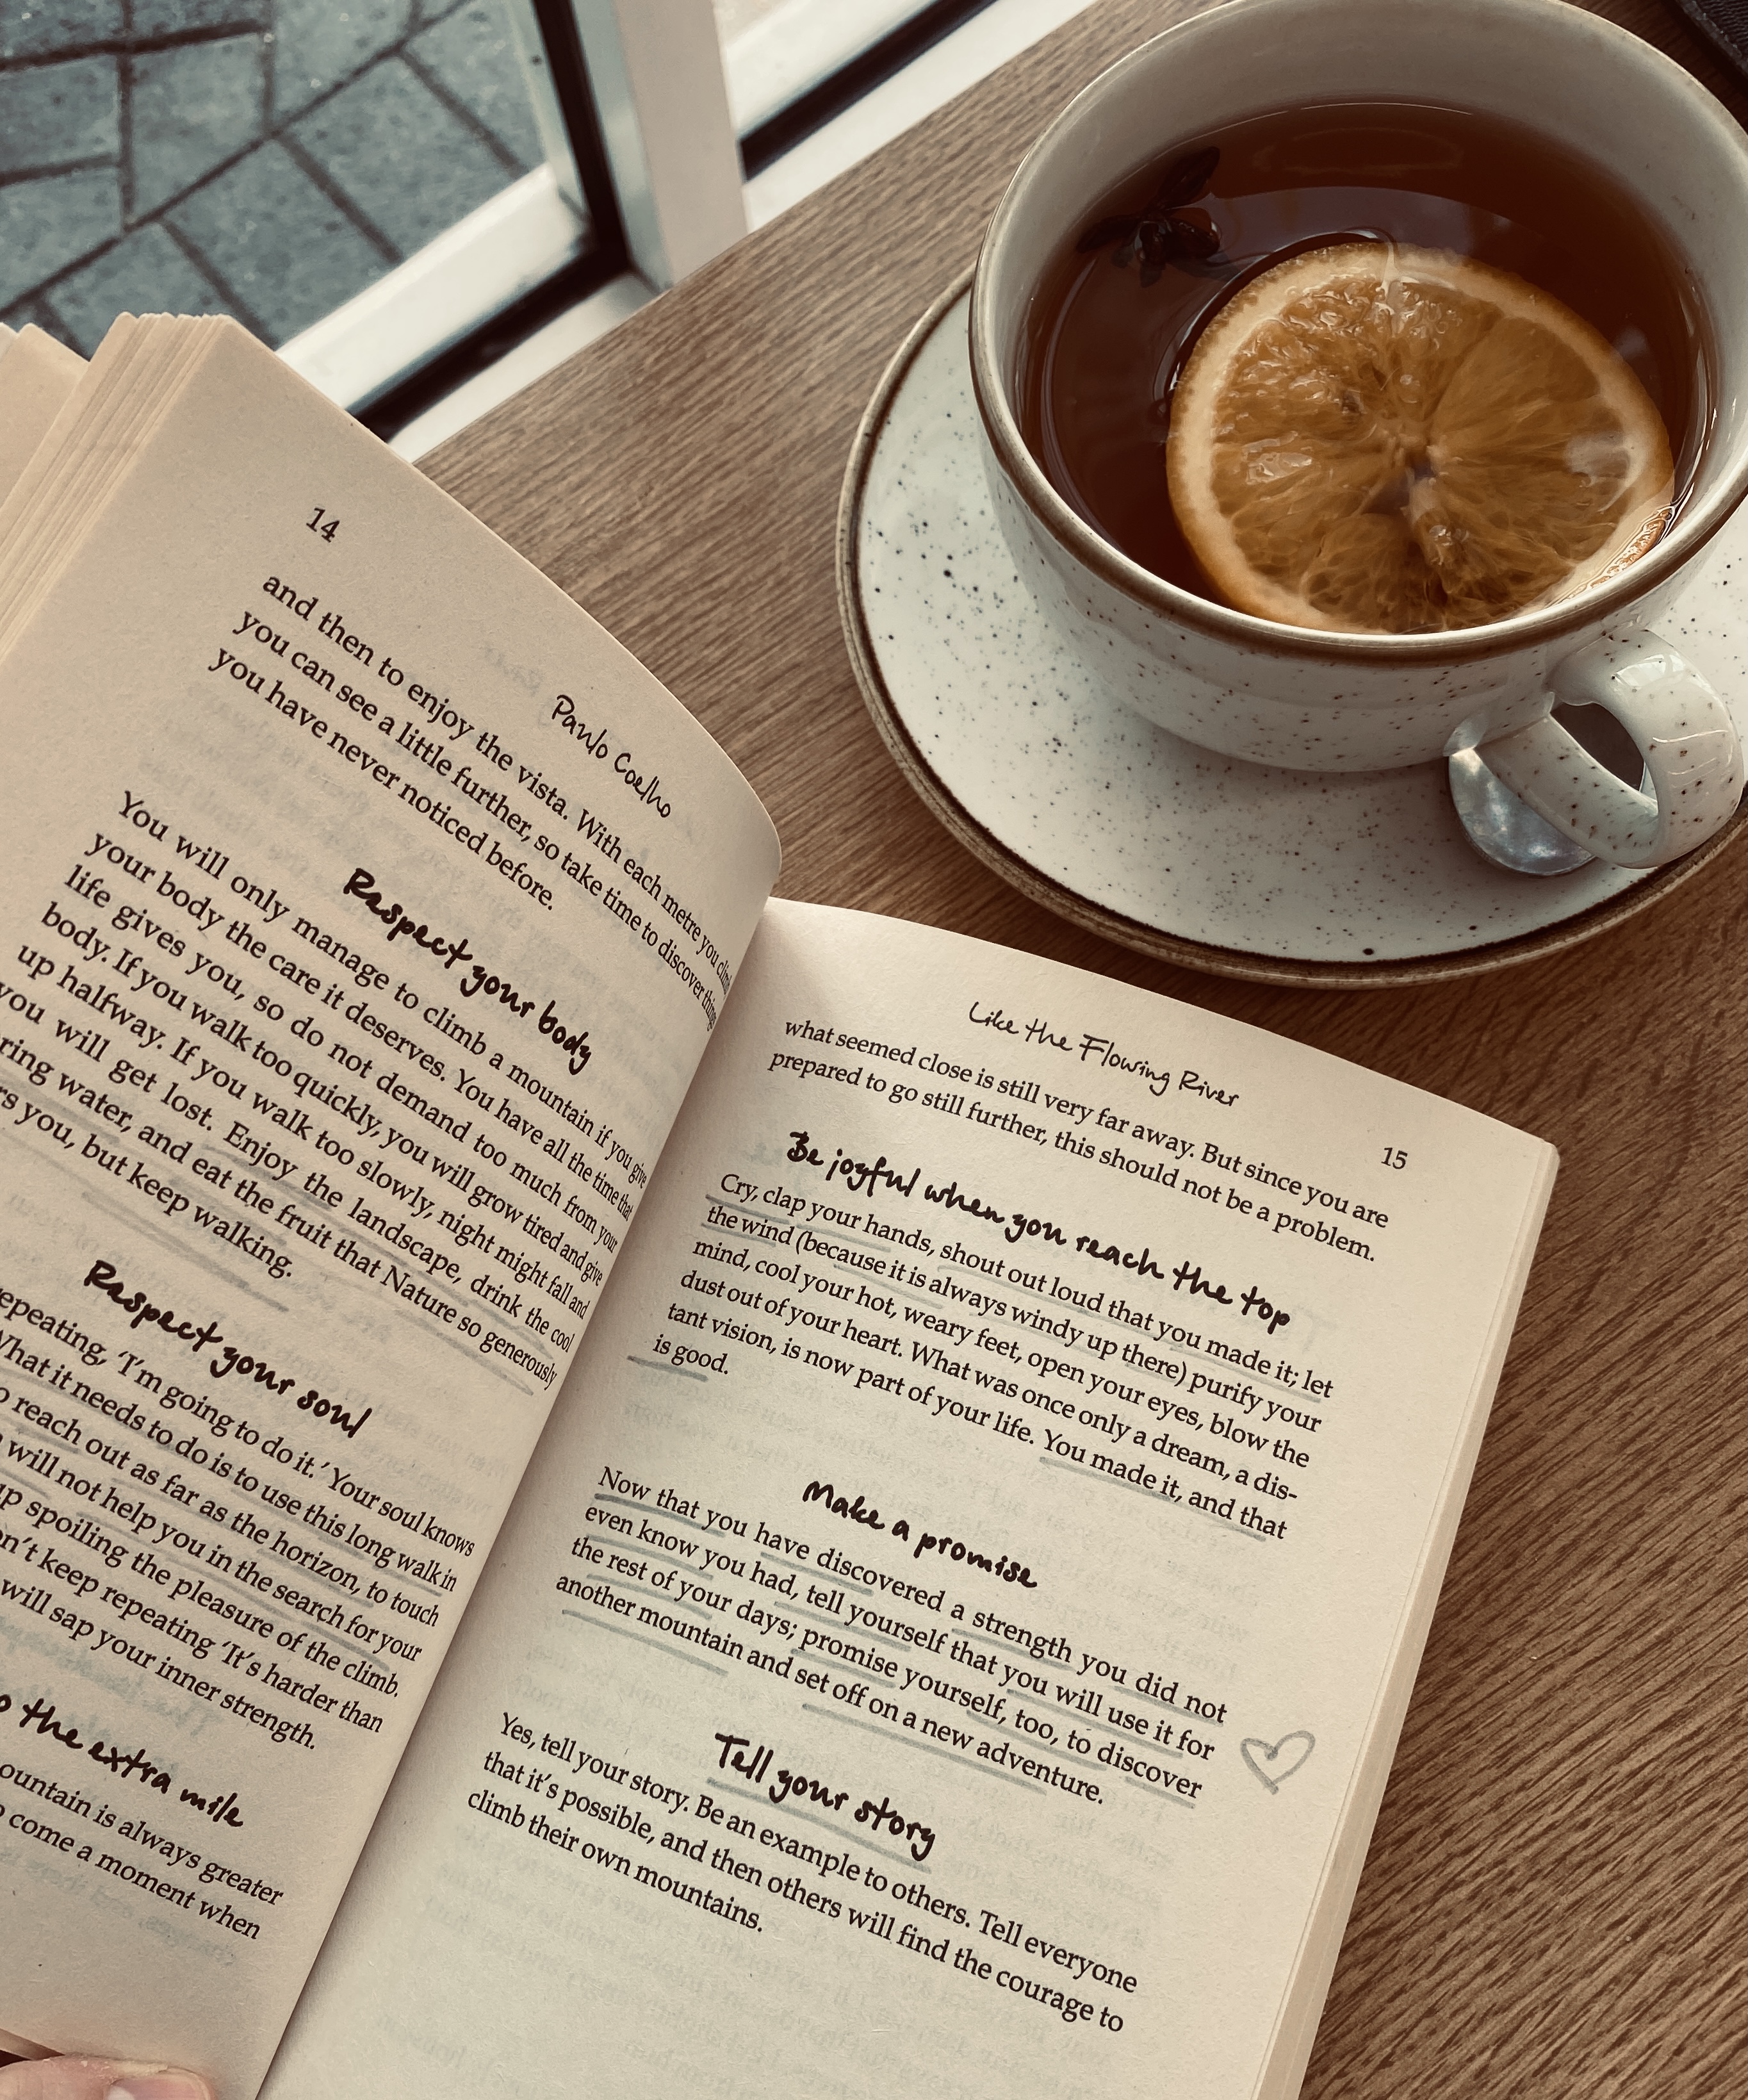 14
Paulo Coelho
and then to enjoy the vista. With each metre you climb,
you can see a little further, so take time to discover things
you have never noticed before.
Respect your body
You will only manage to climb a mountain if you give
your body the care it deserves. You have all the time that
life gives you, so do not demand too much from your
body. If you walk too quickly, you will grow tired and give
up halfway. If you walk too slowly, night might fall and
you will get lost. Enjoy the landscape, drink the cool
ring water, and eat the fruit that Nature so generously
rs you, but keep walking.
Respect your soul
repeating, ‘I’m going to do it.’ Your soul knows
What it needs to do is to use this long walk in
o reach out as far as the horizon, to touch
will not help you in the search for your
up spoiling the pleasure of the climb.
on’t keep repeating ‘It’s harder than
will sap your inner strength.
o the extra mile
ountain is always greater
come a moment when
Like the Flowing River
15
what seemed close is still very far away. But since you are
prepared to go still further, this should not be a problem.
Be joyful when you reach the top
Cry, clap your hands, shout out loud that you made it; let
the wind (because it is always windy up there) purify your
mind, cool your hot, weary feet, open your eyes, blow the
dust out of your heart. What was once only a dream, a dis-
tant vision, is now part of your life. You made it, and that
is good.
Make a promise
Now that you have discovered a strength you did not
even know you had, tell yourself that you will use it for
the rest of your days; promise yourself, too, to discover
another mountain and set off on a new adventure.
Tell your story
Yes, tell your story. Be an example to others. Tell everyone
that it’s possible, and then others will find the courage to
climb their own mountains.